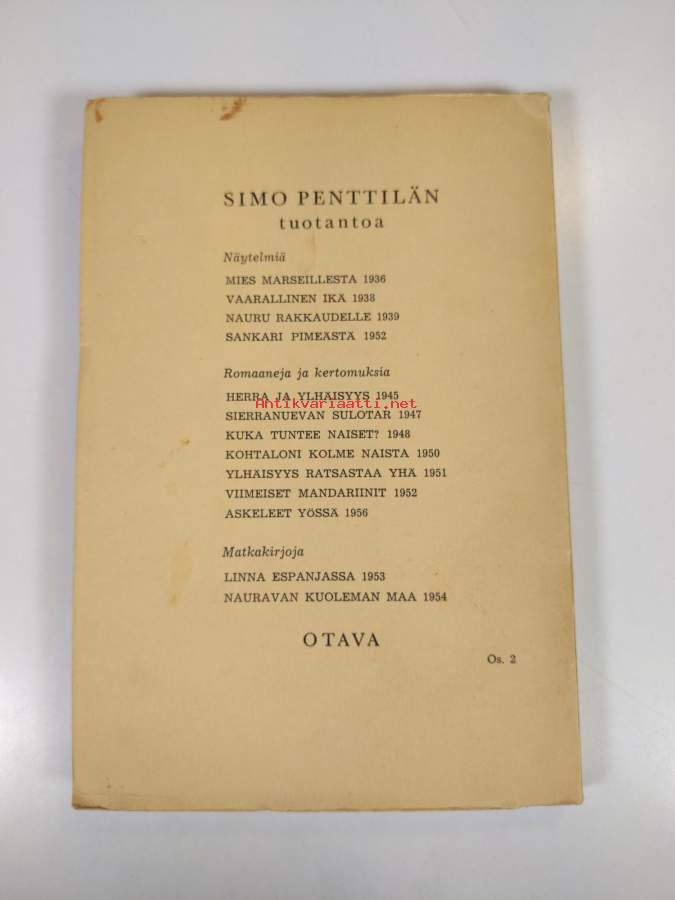 SIMO PENTTILÄN
tuotantoa
Näytelmiä
MIES MARSEILLESTA 1936
VAARALLINEN IKÄ 1938
NAURU RAKKAUDELLE 1939
SANKARI PIMEÄSTÄ 1952
Romaaneja ja kertomuksia
HERRA JA YLHÄISYYS 1945
Antikvariaatti.net
SIERRANUEVAN SULOTAR 1947
KUKA TUNTEE NAISET? 1948
KOHTALONI KOLME NAISTA 1950
YLHÄISYYS RATSASTAA YHÄ 1951
VIIMEISET MANDARIINIT 1952
ASKELEET YÖSSÄ 1956
Matkakirjoja
LINNA ESPANJASSA 1953
NAURAVAN KUOLEMAN MAA 1954
OTAVA
Os. 2